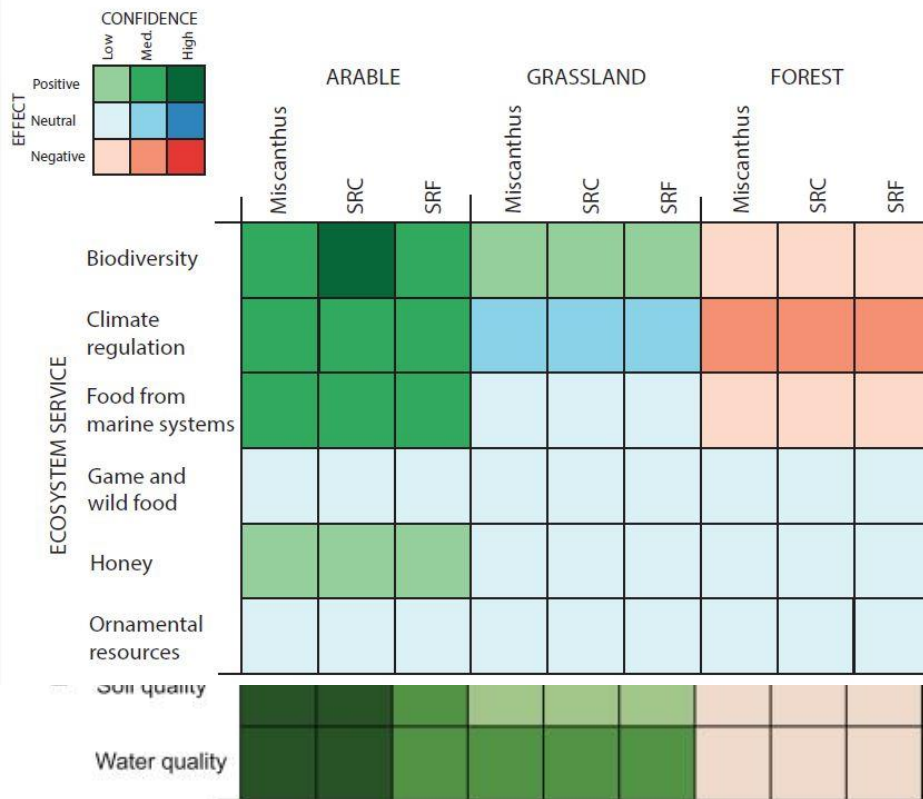 CONFIDENCE
Low
Med.
High
EFFECT
Positive
Neutral
Negative
ARABLE
GRASSLAND
FOREST
Miscanthus
SRC
SRF
Miscanthus
SRC
SRF
Miscanthus
SRC
SRF
ECOSYSTEM SERVICE
Biodiversity
Climate
regulation
Food from
marine systems
Game and
wild food
Honey
Ornamental
resources
Soil quality
Water quality